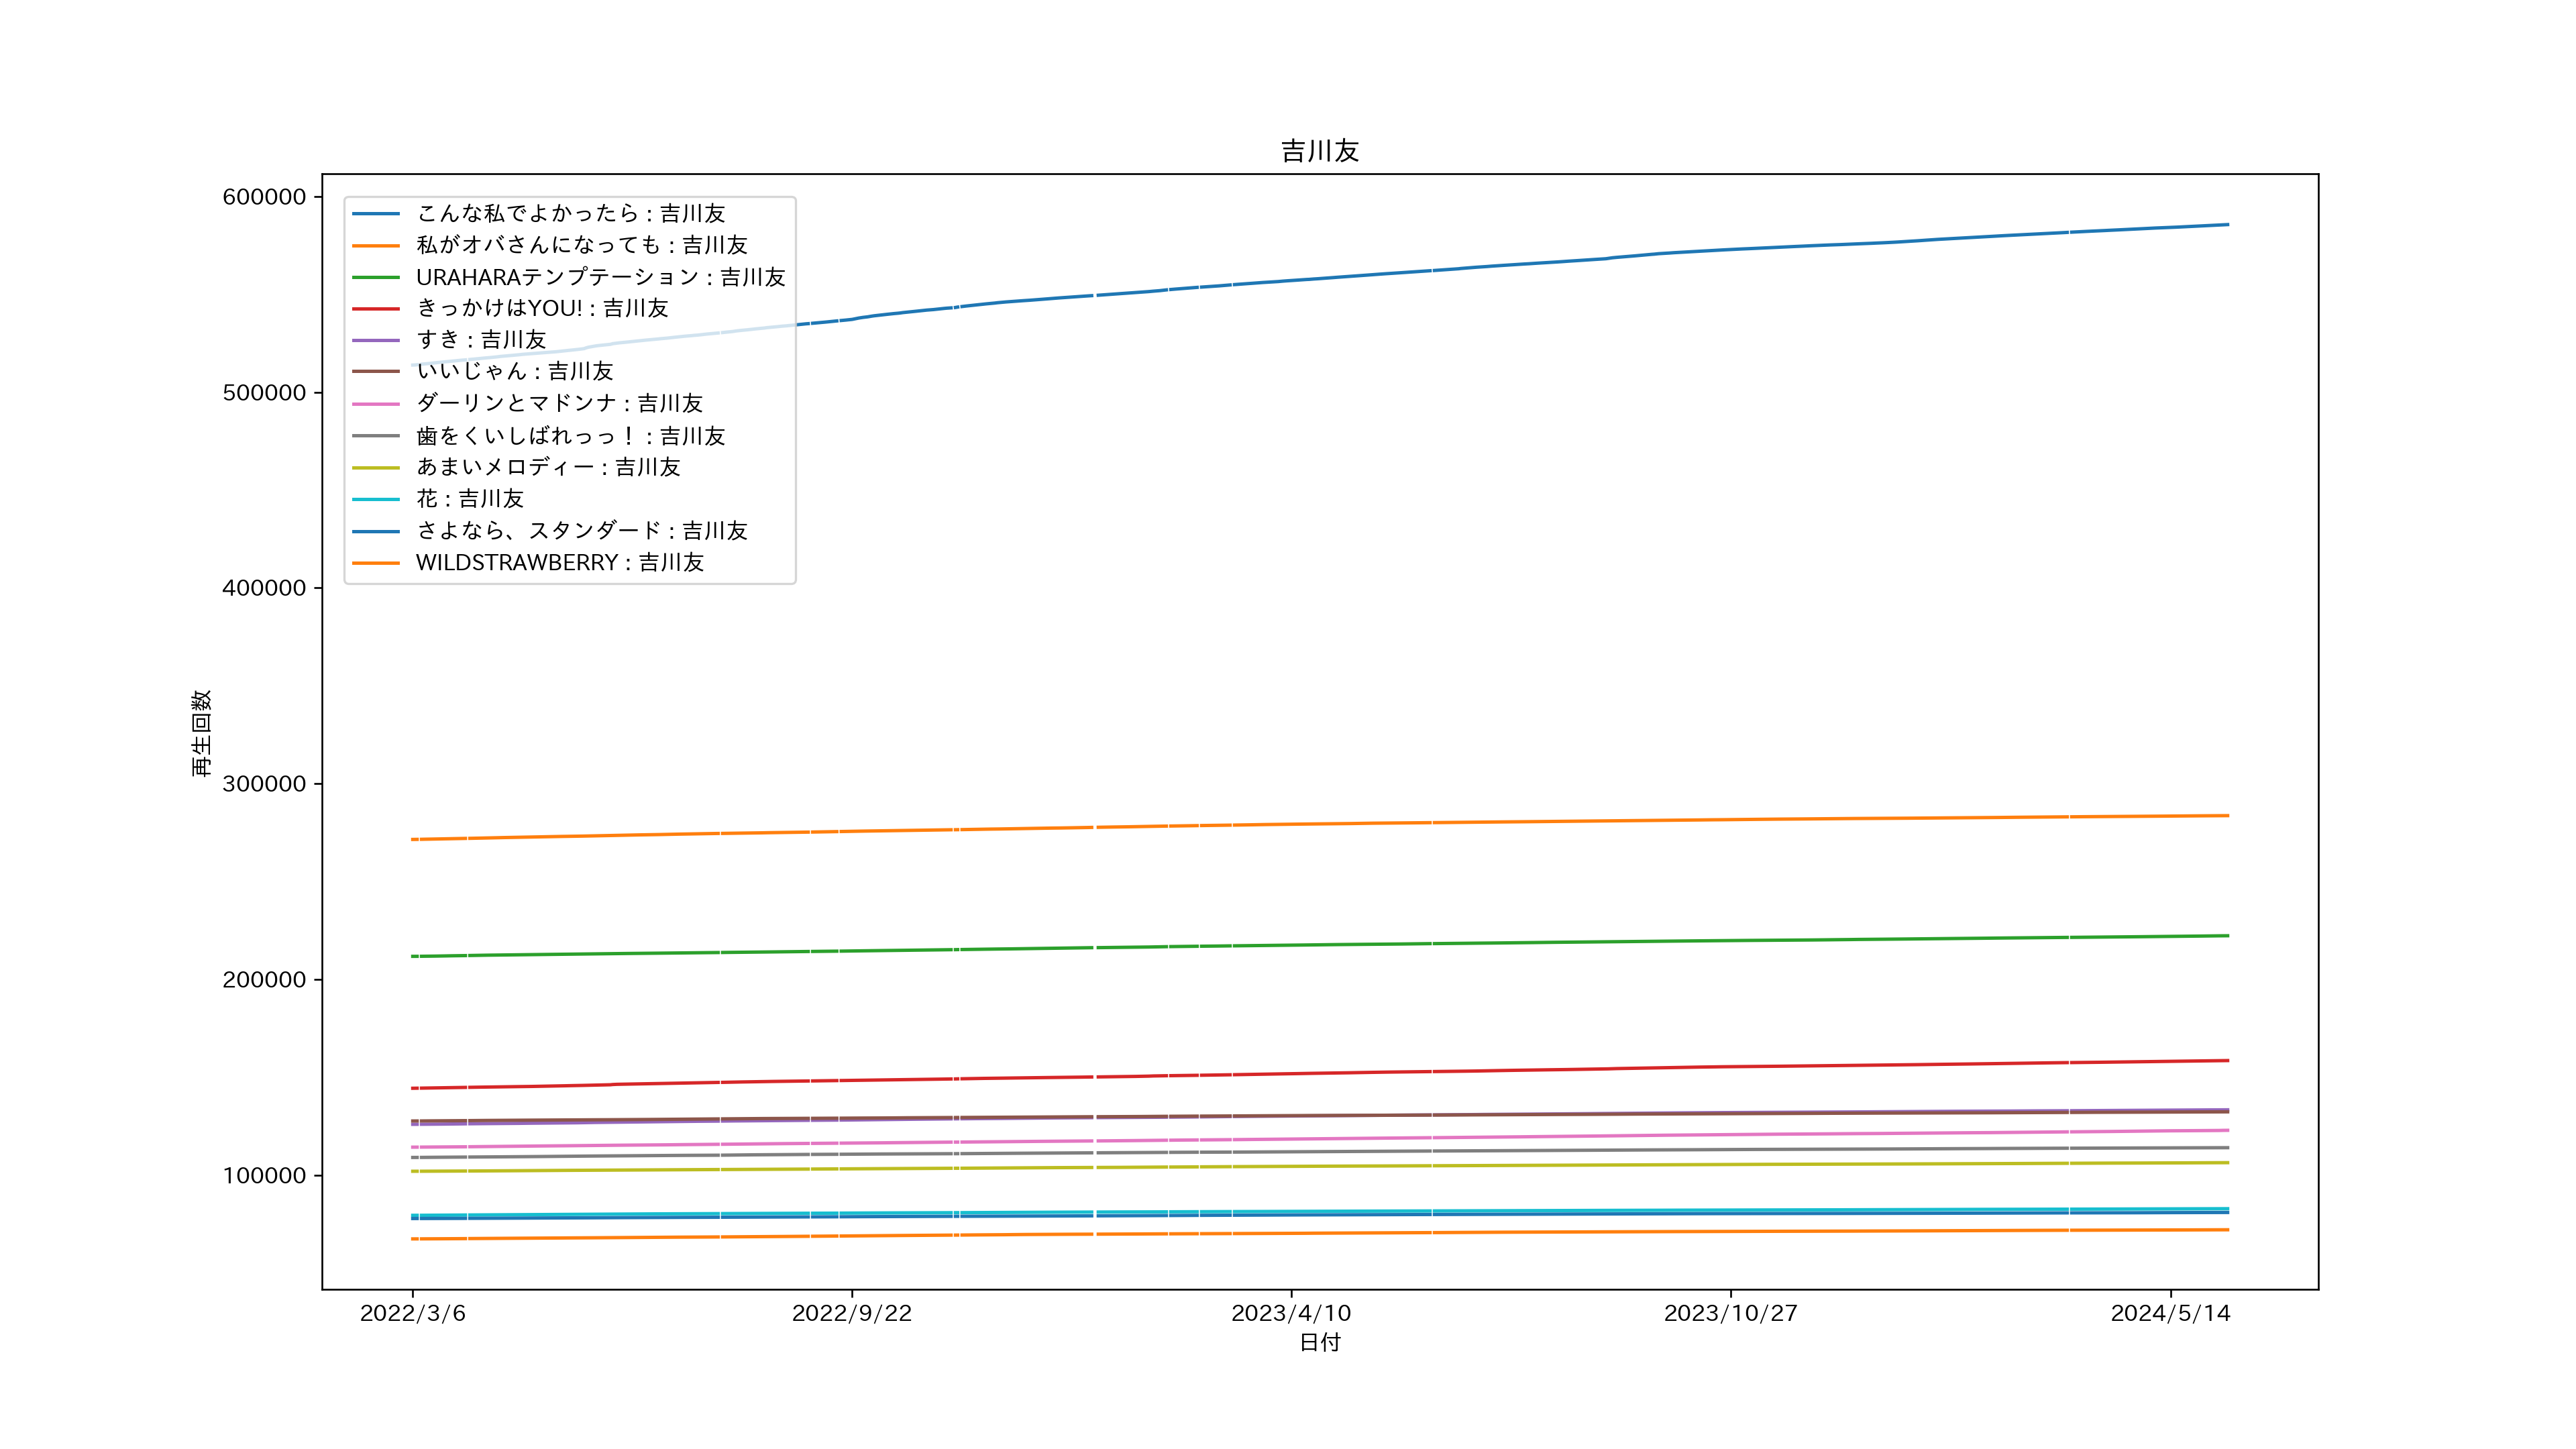 吉川友
600000
500000
400000
300000
200000
100000
再生回数
こんな私でよかったら : 吉川友
私がオバさんになっても : 吉川友
URAHARAテンプテーション : 吉川友
きっかけはYOU! : 吉川友
すき : 吉川友
いいじゃん : 吉川友
ダーリンとマドンナ : 吉川友
歯をくいしばれっっ！ : 吉川友
あまいメロディー : 吉川友
花 : 吉川友
さよなら、スタンダード : 吉川友
WILDSTRAWBERRY : 吉川友
2022/3/6
2022/9/22
2023/4/10
2023/10/27
2024/5/14
日付